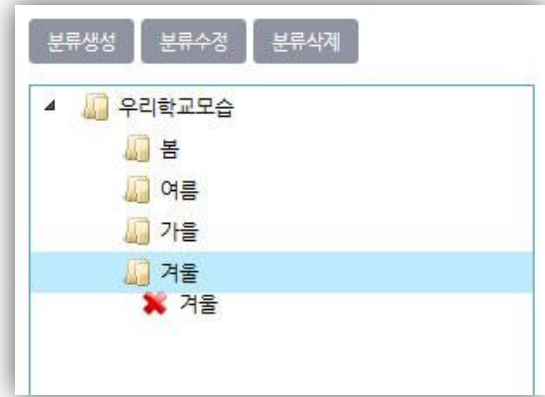 분류생성 분류수정 분류삭제
우리학교모습
봄
여름
가을
겨울
겨울